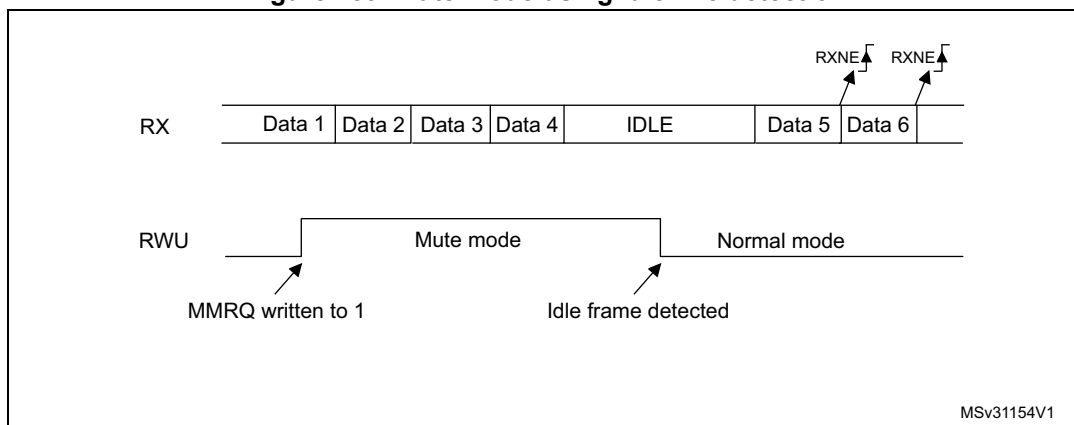 RXNE RXNE
RX Data 1 Data 2 Data 3 Data 4 IDLE Data 5 Data 6
RWU Mute mode Normal mode
MMRQ written to 1 Idle frame detected
MSv31154V1